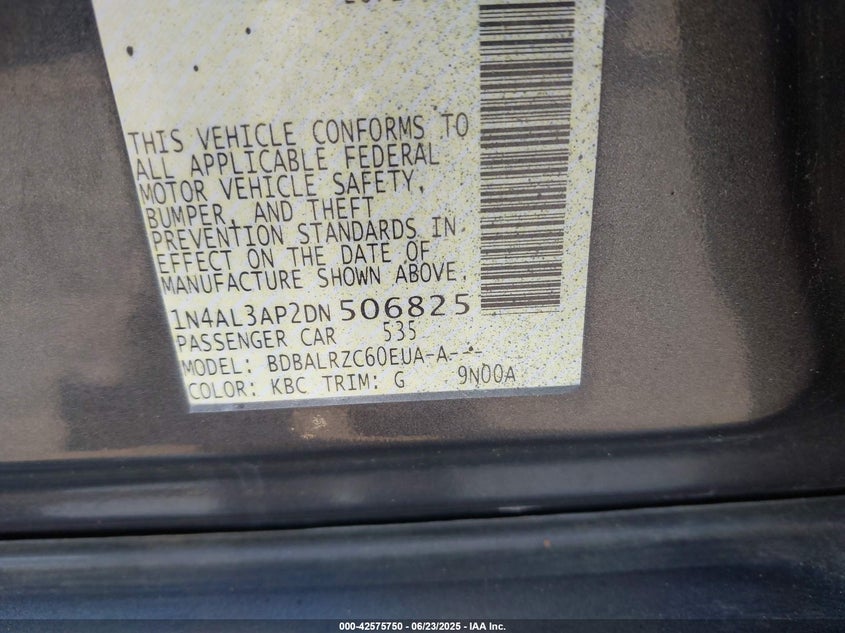 THIS VEHICLE CONFORMS TO
ALL APPLICABLE FEDERAL
MOTOR VEHICLE SAFETY,
BUMPER, AND THEFT
PREVENTION STANDARDS IN
EFFECT ON THE DATE OF
MANUFACTURE SHOWN ABOVE.
1N4AL3AP2DN506825
PASSENGER CAR 535
MODEL: BDBALRZC60EUA-A---
COLOR: KBC TRIM: G 9N00A
000-42575750 - 06/23/2025 - IAA Inc.